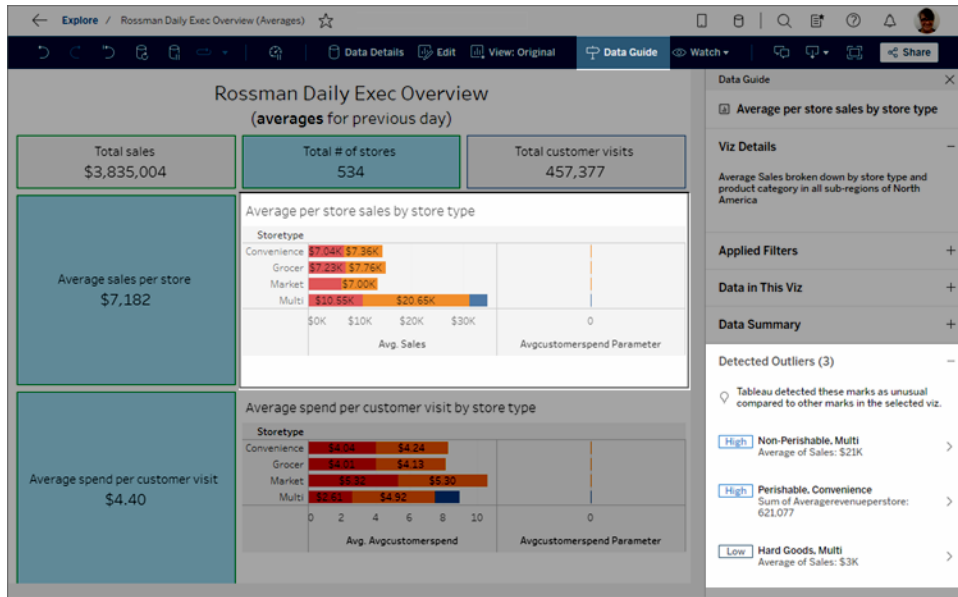 Explore / Rossman Daily Exec Overview (Averages)
Data Details Edit View: Original Data Guide Watch Share
Rossman Daily Exec Overview
(averages for previous day)
Total sales
$3,835,004
Total # of stores
534
Total customer visits
457,377
Average sales per store
$7,182
Average per store sales by store type
Storetype
Convenience $7.04K $7.36K
Grocer $7.23K $7.76K
Market $7.00K
Multi $10.55K $20.65K
$0K $10K $20K $30K 0
Avg. Sales Avgcustomerspend Parameter
Average spend per customer visit
$4.40
Average spend per customer visit by store type
Storetype
Convenience $4.04 $4.24
Grocer $4.01 $4.13
Market $5.32 $5.30
Multi $2.61 $4.92
0 2 4 6 8 10 0
Avg. Avgcustomerspend Avgcustomerspend Parameter
Data Guide
Average per store sales by store type
Viz Details
Average Sales broken down by store type and
product category in all sub-regions of North
America
Applied Filters
Data in This Viz
Data Summary
Detected Outliers (3)
Tableau detected these marks as unusual
compared to other marks in the selected viz.
High Non-Perishable, Multi
Average of Sales: $21K
High Perishable, Convenience
Sum of Averagerevenueperstore:
621,077
Low Hard Goods, Multi
Average of Sales: $3K